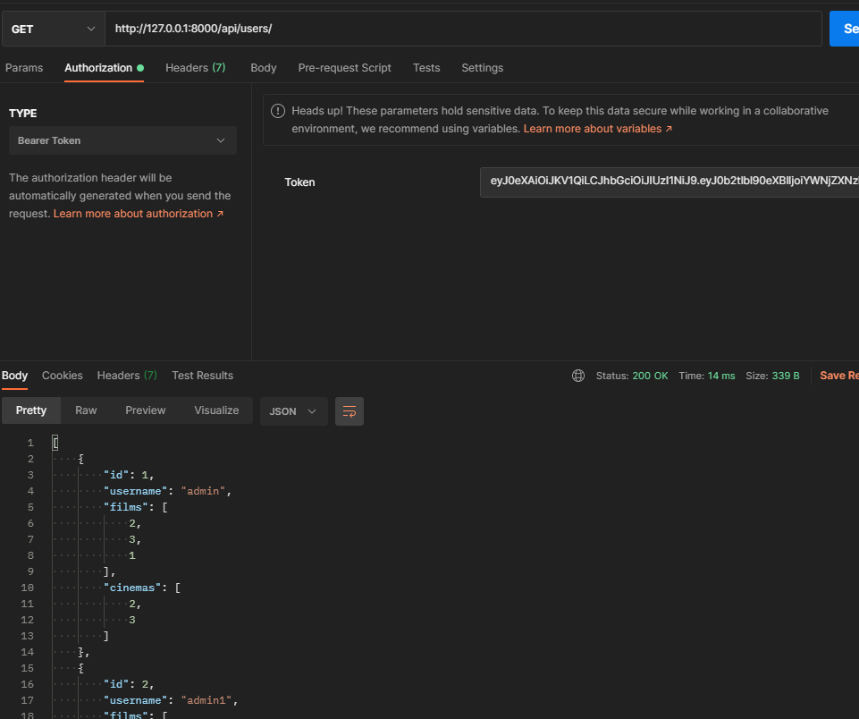 GET http://127.0.0.1:8000/api/users/ Se
Params Authorization Headers (7) Body Pre-request Script Tests Settings
TYPE
Bearer Token
The authorization header will be
automatically generated when you send the
request. Learn more about authorization ↗
Heads up! These parameters hold sensitive data. To keep this data secure while working in a collaborative
environment, we recommend using variables. Learn more about variables ↗
Token
Body Cookies Headers (7) Test Results Status: 200 OK Time: 14 ms Size: 339 B Save Re
Pretty Raw Preview Visualize JSON
1 [
2 {
3 "id": 1,
4 "username": "admin",
5 "films": [
6 2,
7 3,
8 1
9 ],
10 "cinemas": [
11 2,
12 3
13 ]
14 },
15 {
16 "id": 2,
17 "username": "admin1",
18 "films": [